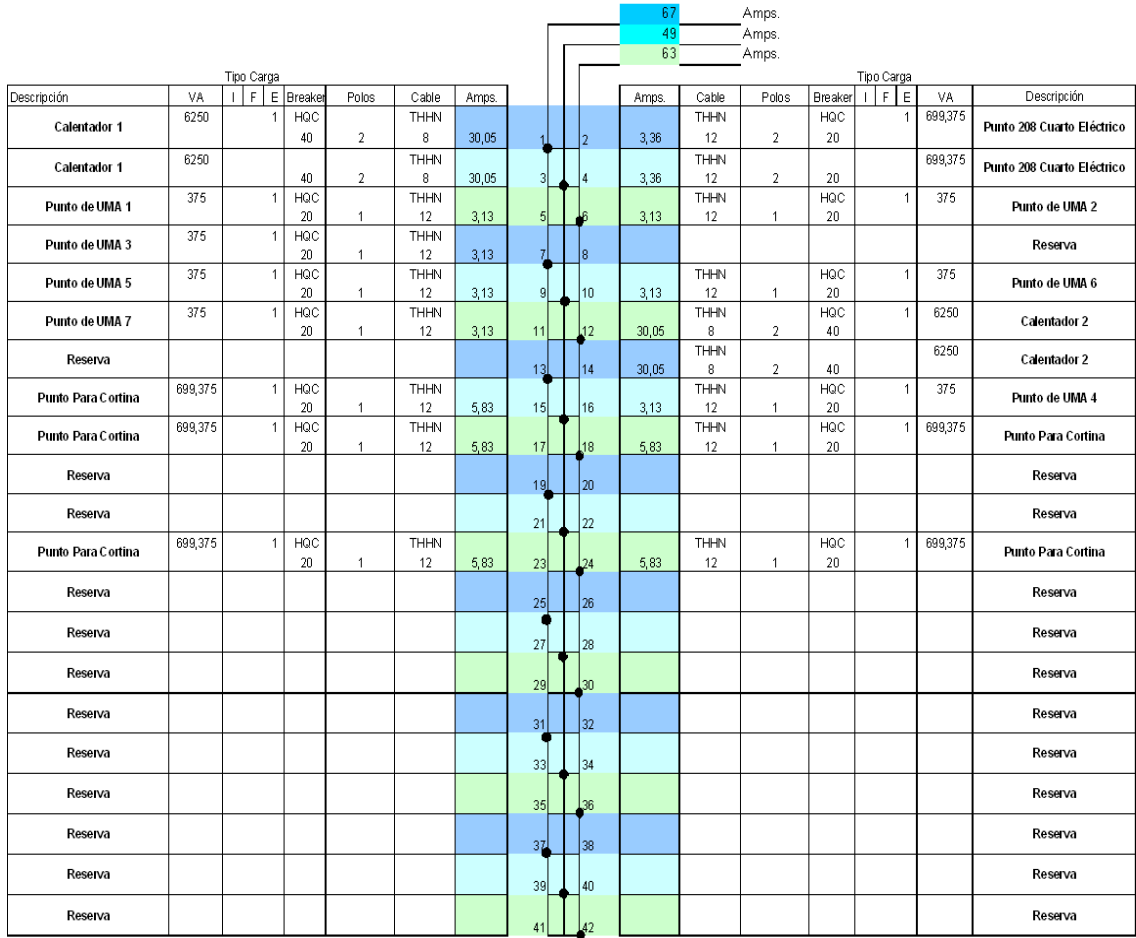 67 Amps.
49 Amps.
63 Amps.
Tipo Carga Tipo Carga
Descripción VA I F E Breaker Polos Cable Amps. Amps. Cable Polos Breaker I F E VA Descripción
Calentador 1 6250 1 HQC 40 2 THHN 8 30,05 1 2 3,36 THHN 12 2 HQC 20 1 699,375 Punto 208 Cuarto Eléctrico
Calentador 1 6250 40 2 THHN 8 30,05 3 4 3,36 THHN 12 2 20 699,375 Punto 208 Cuarto Eléctrico
Punto de UMA 1 375 1 HQC 20 1 THHN 12 3,13 5 6 3,13 THHN 12 1 HQC 20 1 375 Punto de UMA 2
Punto de UMA 3 375 1 HQC 20 1 THHN 12 3,13 7 8 Reserva
Punto de UMA 5 375 1 HQC 20 1 THHN 12 3,13 9 10 3,13 THHN 12 1 HQC 20 1 375 Punto de UMA 6
Punto de UMA 7 375 1 HQC 20 1 THHN 12 3,13 11 12 30,05 THHN 8 2 HQC 40 1 6250 Calentador 2
Reserva 13 14 30,05 THHN 8 2 40 6250 Calentador 2
Punto Para Cortina 699,375 1 HQC 20 1 THHN 12 5,83 15 16 3,13 THHN 12 1 HQC 20 1 375 Punto de UMA 4
Punto Para Cortina 699,375 1 HQC 20 1 THHN 12 5,83 17 18 5,83 THHN 12 1 HQC 20 1 699,375 Punto Para Cortina
Reserva 19 20 Reserva
Reserva 21 22 Reserva
Punto Para Cortina 699,375 1 HQC 20 1 THHN 12 5,83 23 24 5,83 THHN 12 1 HQC 20 1 699,375 Punto Para Cortina
Reserva 25 26 Reserva
Reserva 27 28 Reserva
Reserva 29 30 Reserva
Reserva 31 32 Reserva
Reserva 33 34 Reserva
Reserva 35 36 Reserva
Reserva 37 38 Reserva
Reserva 39 40 Reserva
Reserva 41 42 Reserva